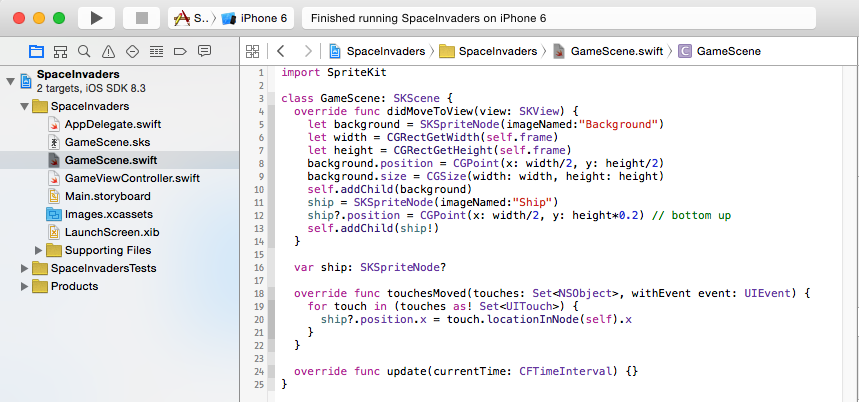 S.. iPhone 6 Finished running SpaceInvaders on iPhone 6
SpaceInvaders SpaceInvaders GameScene.swift C GameScene
SpaceInvaders
2 targets, iOS SDK 8.3
SpaceInvaders
AppDelegate.swift
GameScene.sks
GameScene.swift
GameViewController.swift
Main.storyboard
Images.xcassets
LaunchScreen.xib
Supporting Files
SpaceInvadersTests
Products
1 import SpriteKit
2
3 class GameScene: SKScene {
4   override func didMoveToView(view: SKView) {
5     let background = SKSpriteNode(imageNamed:"Background")
6     let width = CGRectGetWidth(self.frame)
7     let height = CGRectGetHeight(self.frame)
8     background.position = CGPoint(x: width/2, y: height/2)
9     background.size = CGSize(width: width, height: height)
10     self.addChild(background)
11     ship = SKSpriteNode(imageNamed:"Ship")
12     ship?.position = CGPoint(x: width/2, y: height*0.2) // bottom up
13     self.addChild(ship!)
14   }
15
16   var ship: SKSpriteNode?
17
18   override func touchesMoved(touches: Set<NSObject>, withEvent event: UIEvent) {
19     for touch in (touches as! Set<UITouch>) {
20       ship?.position.x = touch.locationInNode(self).x
21     }
22   }
23
24   override func update(currentTime: CFTimeInterval) {}
25 }